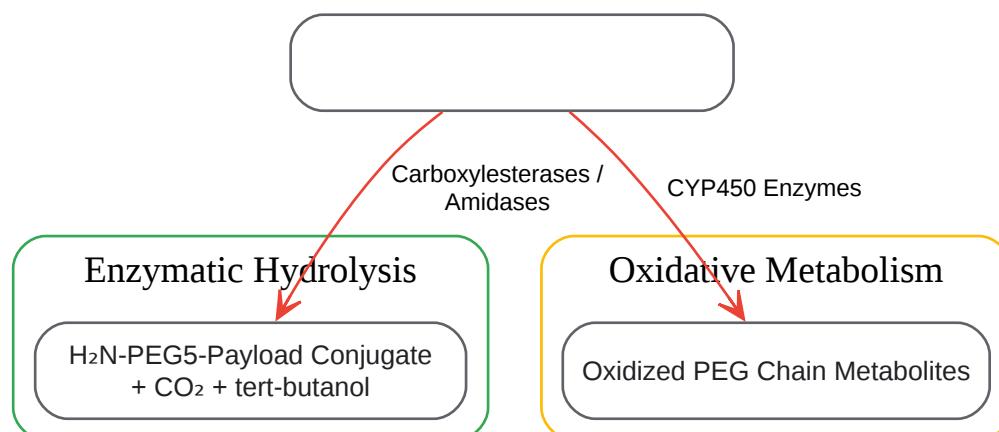 Carboxylesterases /
Amidases
CYP450 Enzymes
Enzymatic Hydrolysis
Oxidative Metabolism
H₂N-PEG5-Payload Conjugate
+ CO₂ + tert-butanol
Oxidized PEG Chain Metabolites